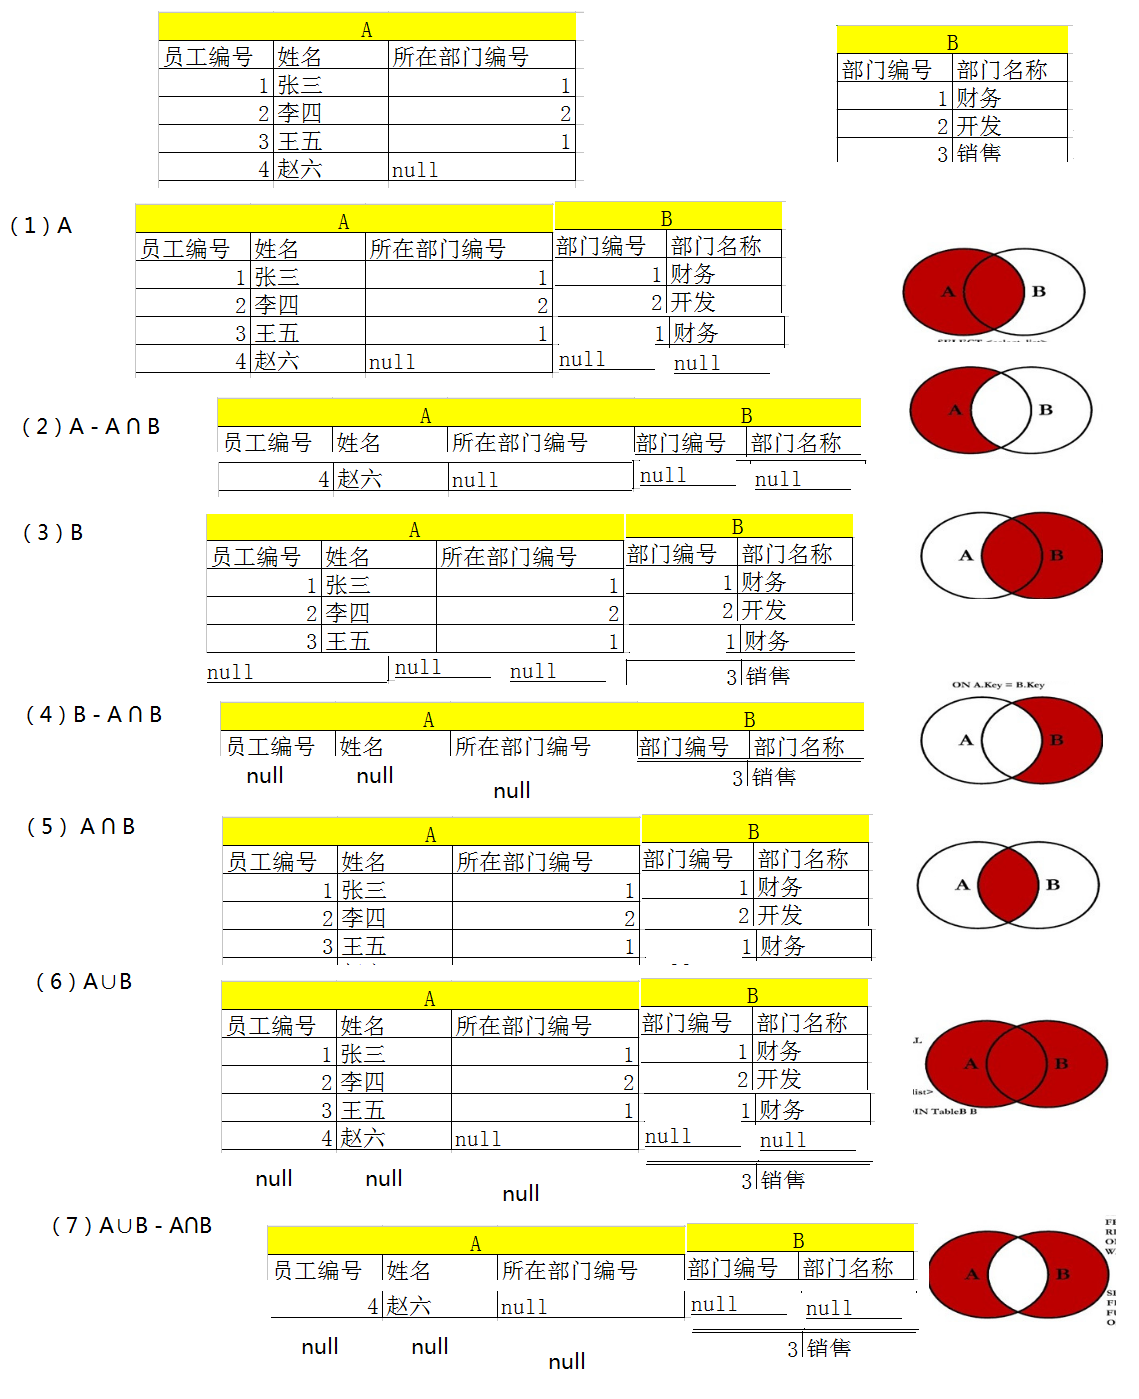 A
员工编号 姓名 所在部门编号
1 张三 1
2 李四 2
3 王五 1
4 赵六 null
B
部门编号 部门名称
1 财务
2 开发
3 销售
（1）A
A B
员工编号 姓名 所在部门编号 部门编号 部门名称
1 张三 1 1 财务
2 李四 2 2 开发
3 王五 1 1 财务
4 赵六 null null null
A B
（2）A - A ∩ B
A B
员工编号 姓名 所在部门编号 部门编号 部门名称
4 赵六 null null null
A B
（3）B
A B
员工编号 姓名 所在部门编号 部门编号 部门名称
1 张三 1 1 财务
2 李四 2 2 开发
3 王五 1 1 财务
null null null 3 销售
A B
ON A.Key = B.Key
（4）B - A ∩ B
A B
员工编号 姓名 所在部门编号 部门编号 部门名称
null null null 3 销售
A B
（5） A ∩ B
A B
员工编号 姓名 所在部门编号 部门编号 部门名称
1 张三 1 1 财务
2 李四 2 2 开发
3 王五 1 1 财务
A B
（6）A∪B
A B
员工编号 姓名 所在部门编号 部门编号 部门名称
1 张三 1 1 财务
2 李四 2 2 开发
3 王五 1 1 财务
4 赵六 null null null
null null null 3 销售
A B
list>
IN TableB B
（7）A∪B - A∩B
A B
员工编号 姓名 所在部门编号 部门编号 部门名称
4 赵六 null null null
null null null 3 销售
A B